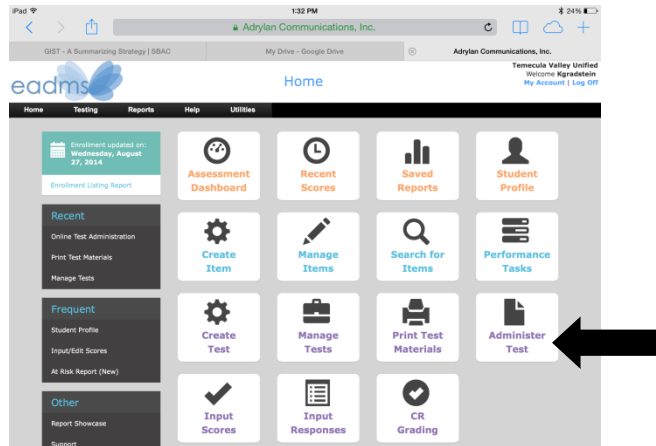 iPad
1:32 PM
24%
Adrylan Communications, Inc.
GIST - A Summarizing Strategy | SBAC
My Drive - Google Drive
Adrylan Communications, Inc.
eadms
Home
Temecula Valley Unified
Welcome Kgradstein
My Account | Log Off
Home Testing Reports Help Utilities
Enrollment updated on:
Wednesday, August
27, 2014
Enrollment Listing Report
Recent
Online Test Administration
Print Test Materials
Manage Tests
Frequent
Student Profile
Input/Edit Scores
At Risk Report (New)
Other
Report Showcase
Support
Assessment
Dashboard
Recent
Scores
Saved
Reports
Student
Profile
Create
Item
Manage
Items
Search for
Items
Performance
Tasks
Create
Test
Manage
Tests
Print Test
Materials
Administer
Test
Input
Scores
Input
Responses
CR
Grading